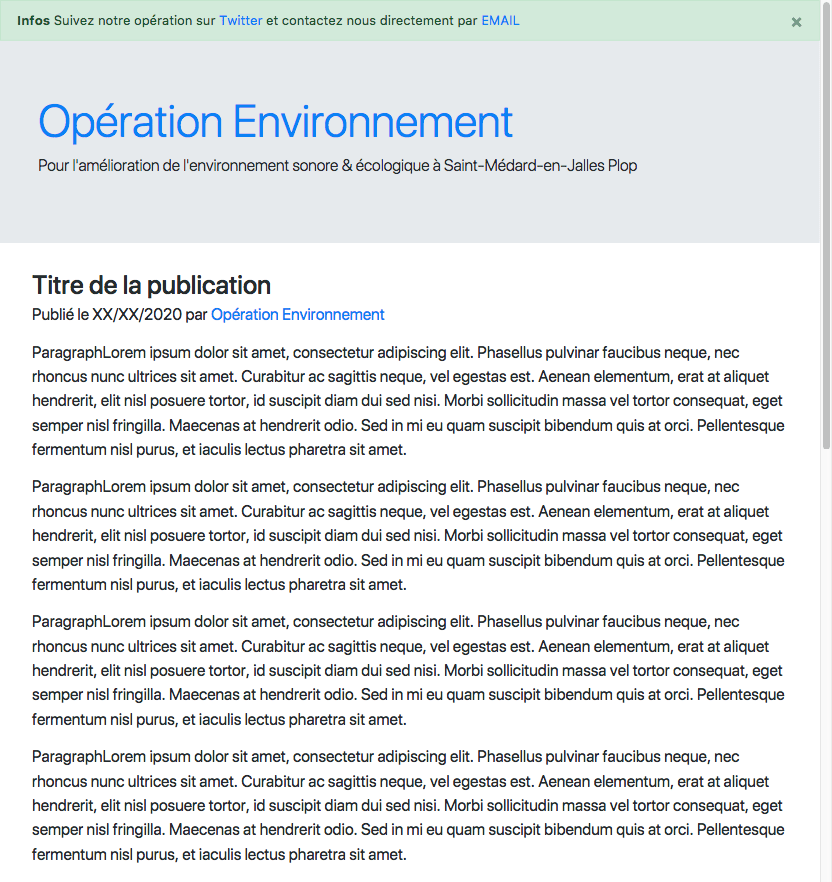 Infos Suivez notre opération sur Twitter et contactez nous directement par EMAIL ×
Opération Environnement
Pour l'amélioration de l'environnement sonore & écologique à Saint-Médard-en-Jalles Plop
Titre de la publication
Publié le XX/XX/2020 par Opération Environnement
ParagraphLorem ipsum dolor sit amet, consectetur adipiscing elit. Phasellus pulvinar faucibus neque, nec
rhoncus nunc ultrices sit amet. Curabitur ac sagittis neque, vel egestas est. Aenean elementum, erat at aliquet
hendrerit, elit nisl posuere tortor, id suscipit diam dui sed nisi. Morbi sollicitudin massa vel tortor consequat, eget
semper nisl fringilla. Maecenas at hendrerit odio. Sed in mi eu quam suscipit bibendum quis at orci. Pellentesque
fermentum nisl purus, et iaculis lectus pharetra sit amet.
ParagraphLorem ipsum dolor sit amet, consectetur adipiscing elit. Phasellus pulvinar faucibus neque, nec
rhoncus nunc ultrices sit amet. Curabitur ac sagittis neque, vel egestas est. Aenean elementum, erat at aliquet
hendrerit, elit nisl posuere tortor, id suscipit diam dui sed nisi. Morbi sollicitudin massa vel tortor consequat, eget
semper nisl fringilla. Maecenas at hendrerit odio. Sed in mi eu quam suscipit bibendum quis at orci. Pellentesque
fermentum nisl purus, et iaculis lectus pharetra sit amet.
ParagraphLorem ipsum dolor sit amet, consectetur adipiscing elit. Phasellus pulvinar faucibus neque, nec
rhoncus nunc ultrices sit amet. Curabitur ac sagittis neque, vel egestas est. Aenean elementum, erat at aliquet
hendrerit, elit nisl posuere tortor, id suscipit diam dui sed nisi. Morbi sollicitudin massa vel tortor consequat, eget
semper nisl fringilla. Maecenas at hendrerit odio. Sed in mi eu quam suscipit bibendum quis at orci. Pellentesque
fermentum nisl purus, et iaculis lectus pharetra sit amet.
ParagraphLorem ipsum dolor sit amet, consectetur adipiscing elit. Phasellus pulvinar faucibus neque, nec
rhoncus nunc ultrices sit amet. Curabitur ac sagittis neque, vel egestas est. Aenean elementum, erat at aliquet
hendrerit, elit nisl posuere tortor, id suscipit diam dui sed nisi. Morbi sollicitudin massa vel tortor consequat, eget
semper nisl fringilla. Maecenas at hendrerit odio. Sed in mi eu quam suscipit bibendum quis at orci. Pellentesque
fermentum nisl purus, et iaculis lectus pharetra sit amet.